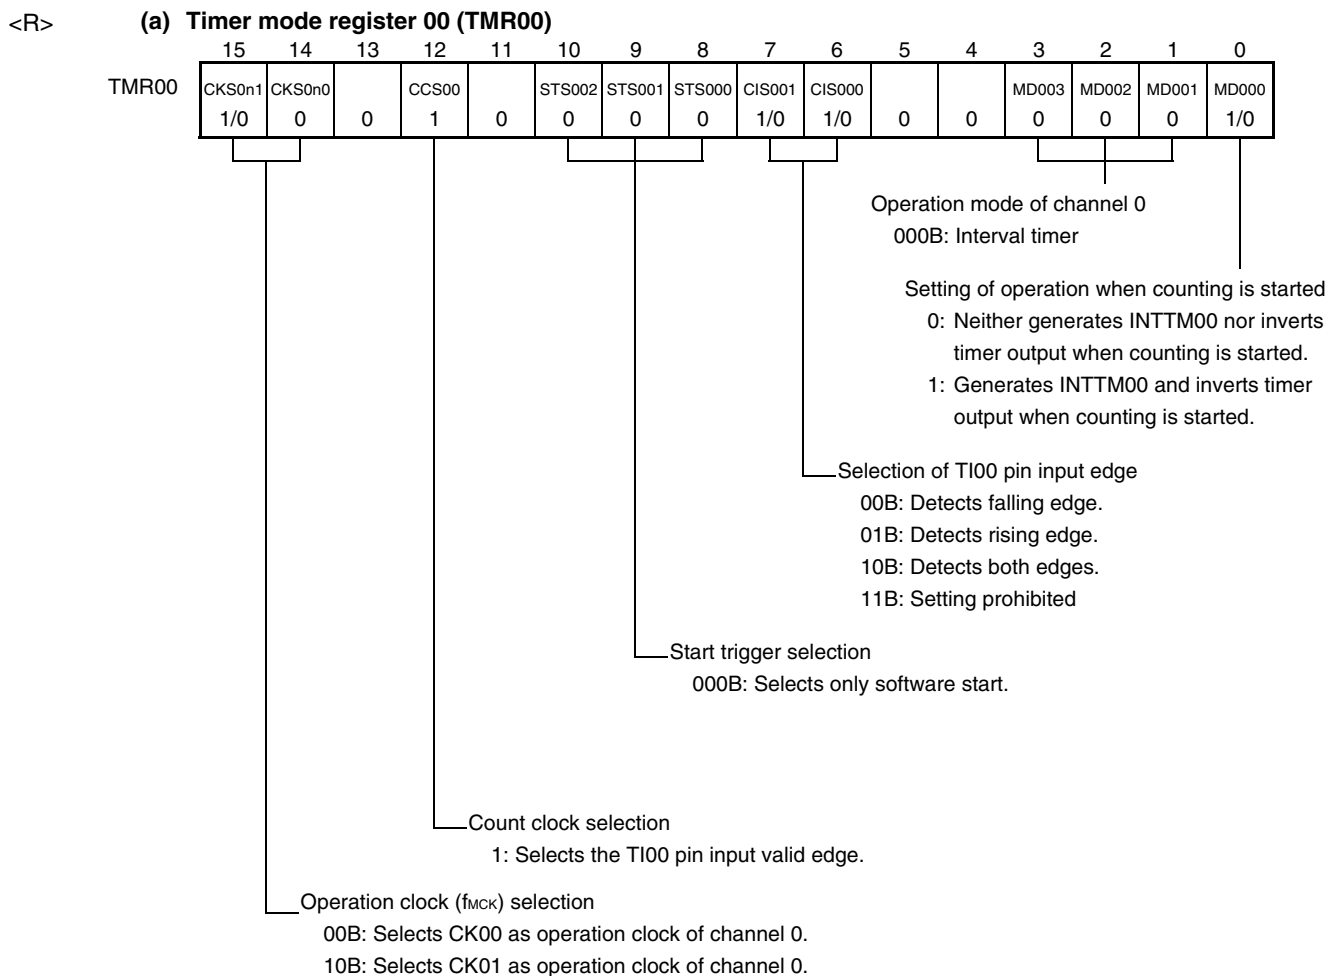 <R> (a) Timer mode register 00 (TMR00)
15 14 13 12 11 10 9 8 7 6 5 4 3 2 1 0
TMR00 CKS0n1 CKS0n0 CCS00 STS002 STS001 STS000 CIS001 CIS000 MD003 MD002 MD001 MD000
1/0 0 0 1 0 0 0 0 1/0 1/0 0 0 0 0 0 1/0
Operation mode of channel 0
000B: Interval timer
Setting of operation when counting is started
0: Neither generates INTTM00 nor inverts
timer output when counting is started.
1: Generates INTTM00 and inverts timer
output when counting is started.
Selection of TI00 pin input edge
00B: Detects falling edge.
01B: Detects rising edge.
10B: Detects both edges.
11B: Setting prohibited
Start trigger selection
000B: Selects only software start.
Count clock selection
1: Selects the TI00 pin input valid edge.
Operation clock (fMCK) selection
00B: Selects CK00 as operation clock of channel 0.
10B: Selects CK01 as operation clock of channel 0.